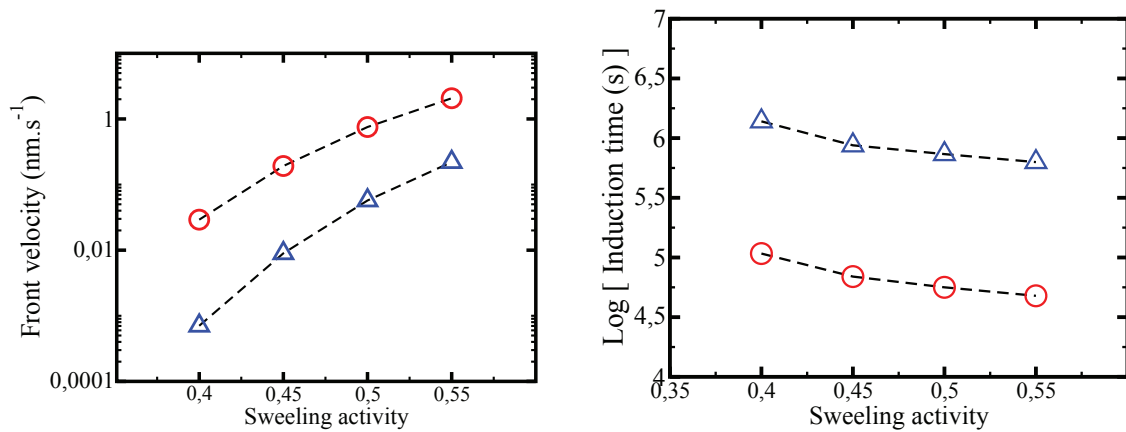 Front velocity (nm.s⁻¹)
1
0,01
0,0001
0,4 0,45 0,5 0,55
Sweeling activity
Log [ Induction time (s) ]
7
6,5
6
5,5
5
4,5
4
0,35 0,4 0,45 0,5 0,55
Sweeling activity